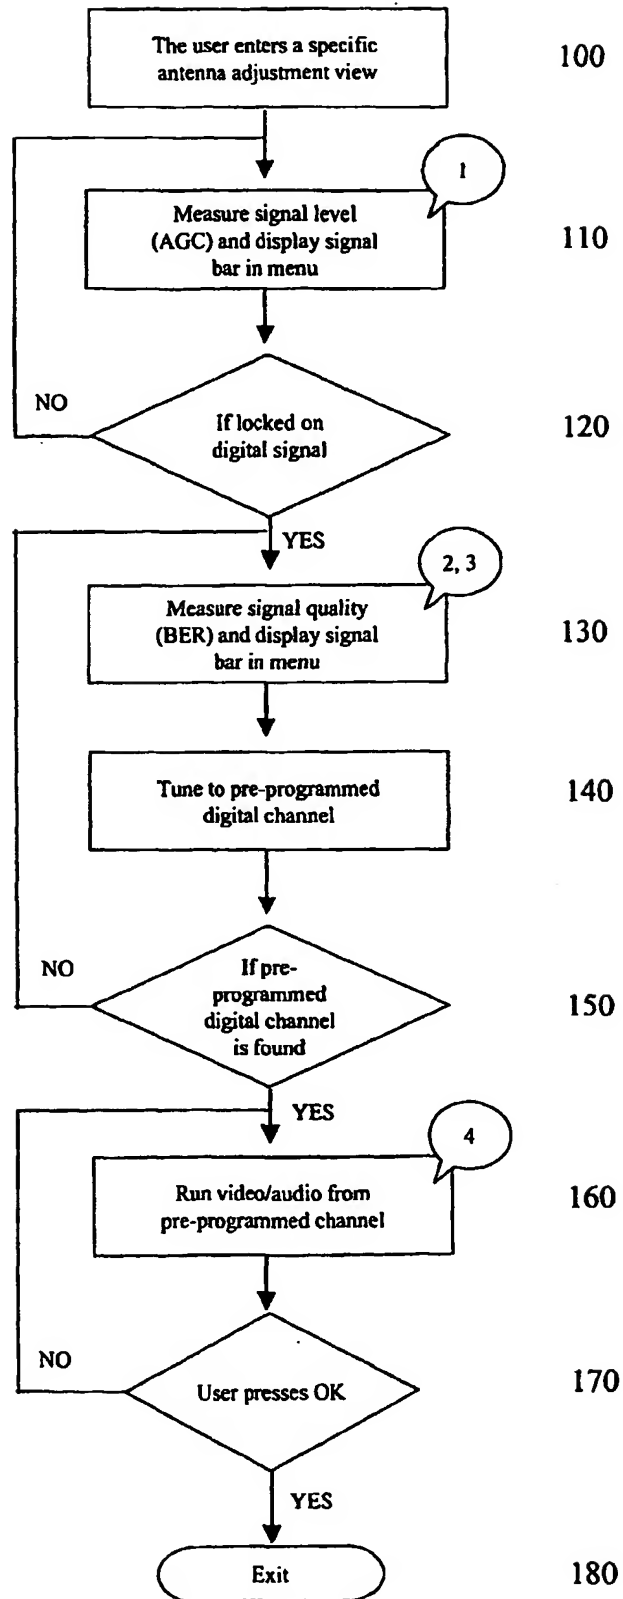 The user enters a specific
antenna adjustment view
100
1
Measure signal level
(AGC) and display signal
bar in menu
110
NO
If locked on
digital signal
120
YES
2, 3
Measure signal quality
(BER) and display signal
bar in menu
130
Tune to pre-programmed
digital channel
140
NO
If pre-
programmed
digital channel
is found
150
YES
4
Run video/audio from
pre-programmed channel
160
NO
User presses OK
170
YES
Exit
180